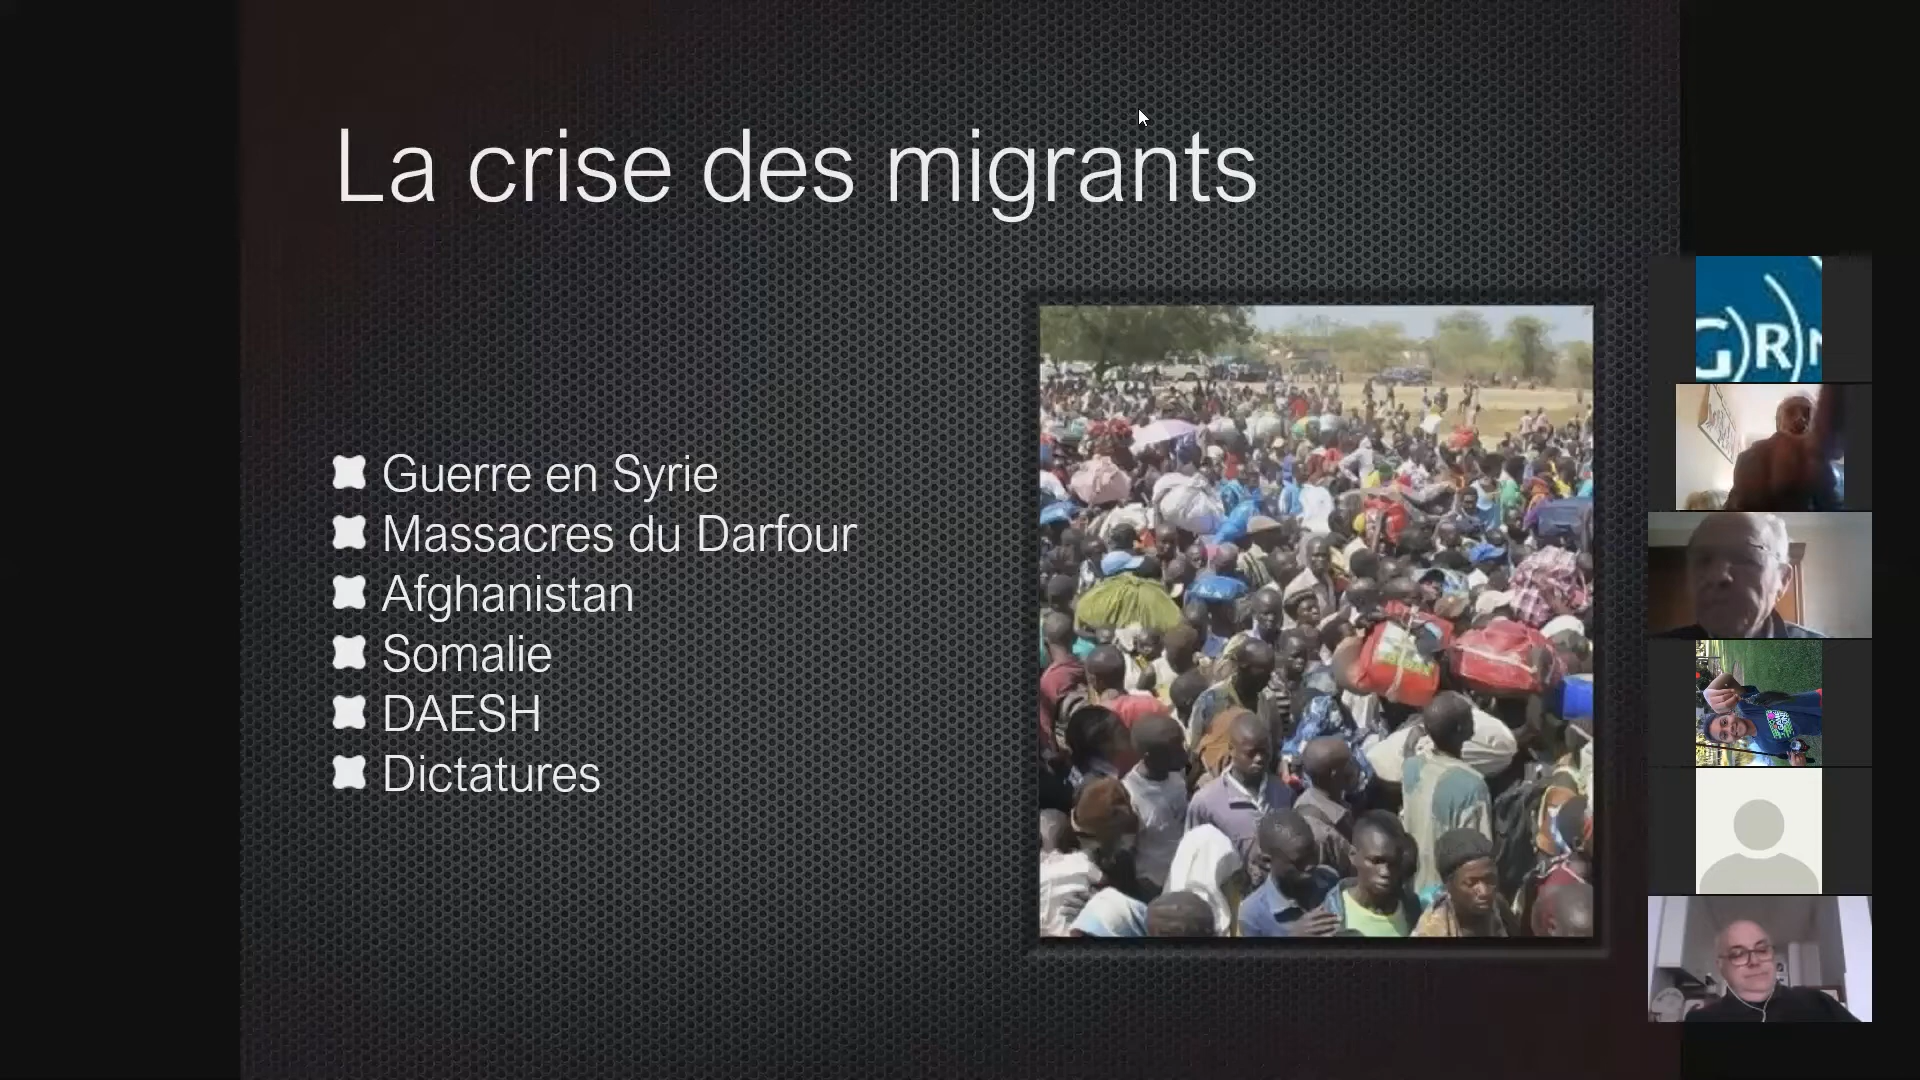 La crise des migrants
Guerre en Syrie
Massacres du Darfour
Afghanistan
Somalie
DAESH
Dictatures
G)R)